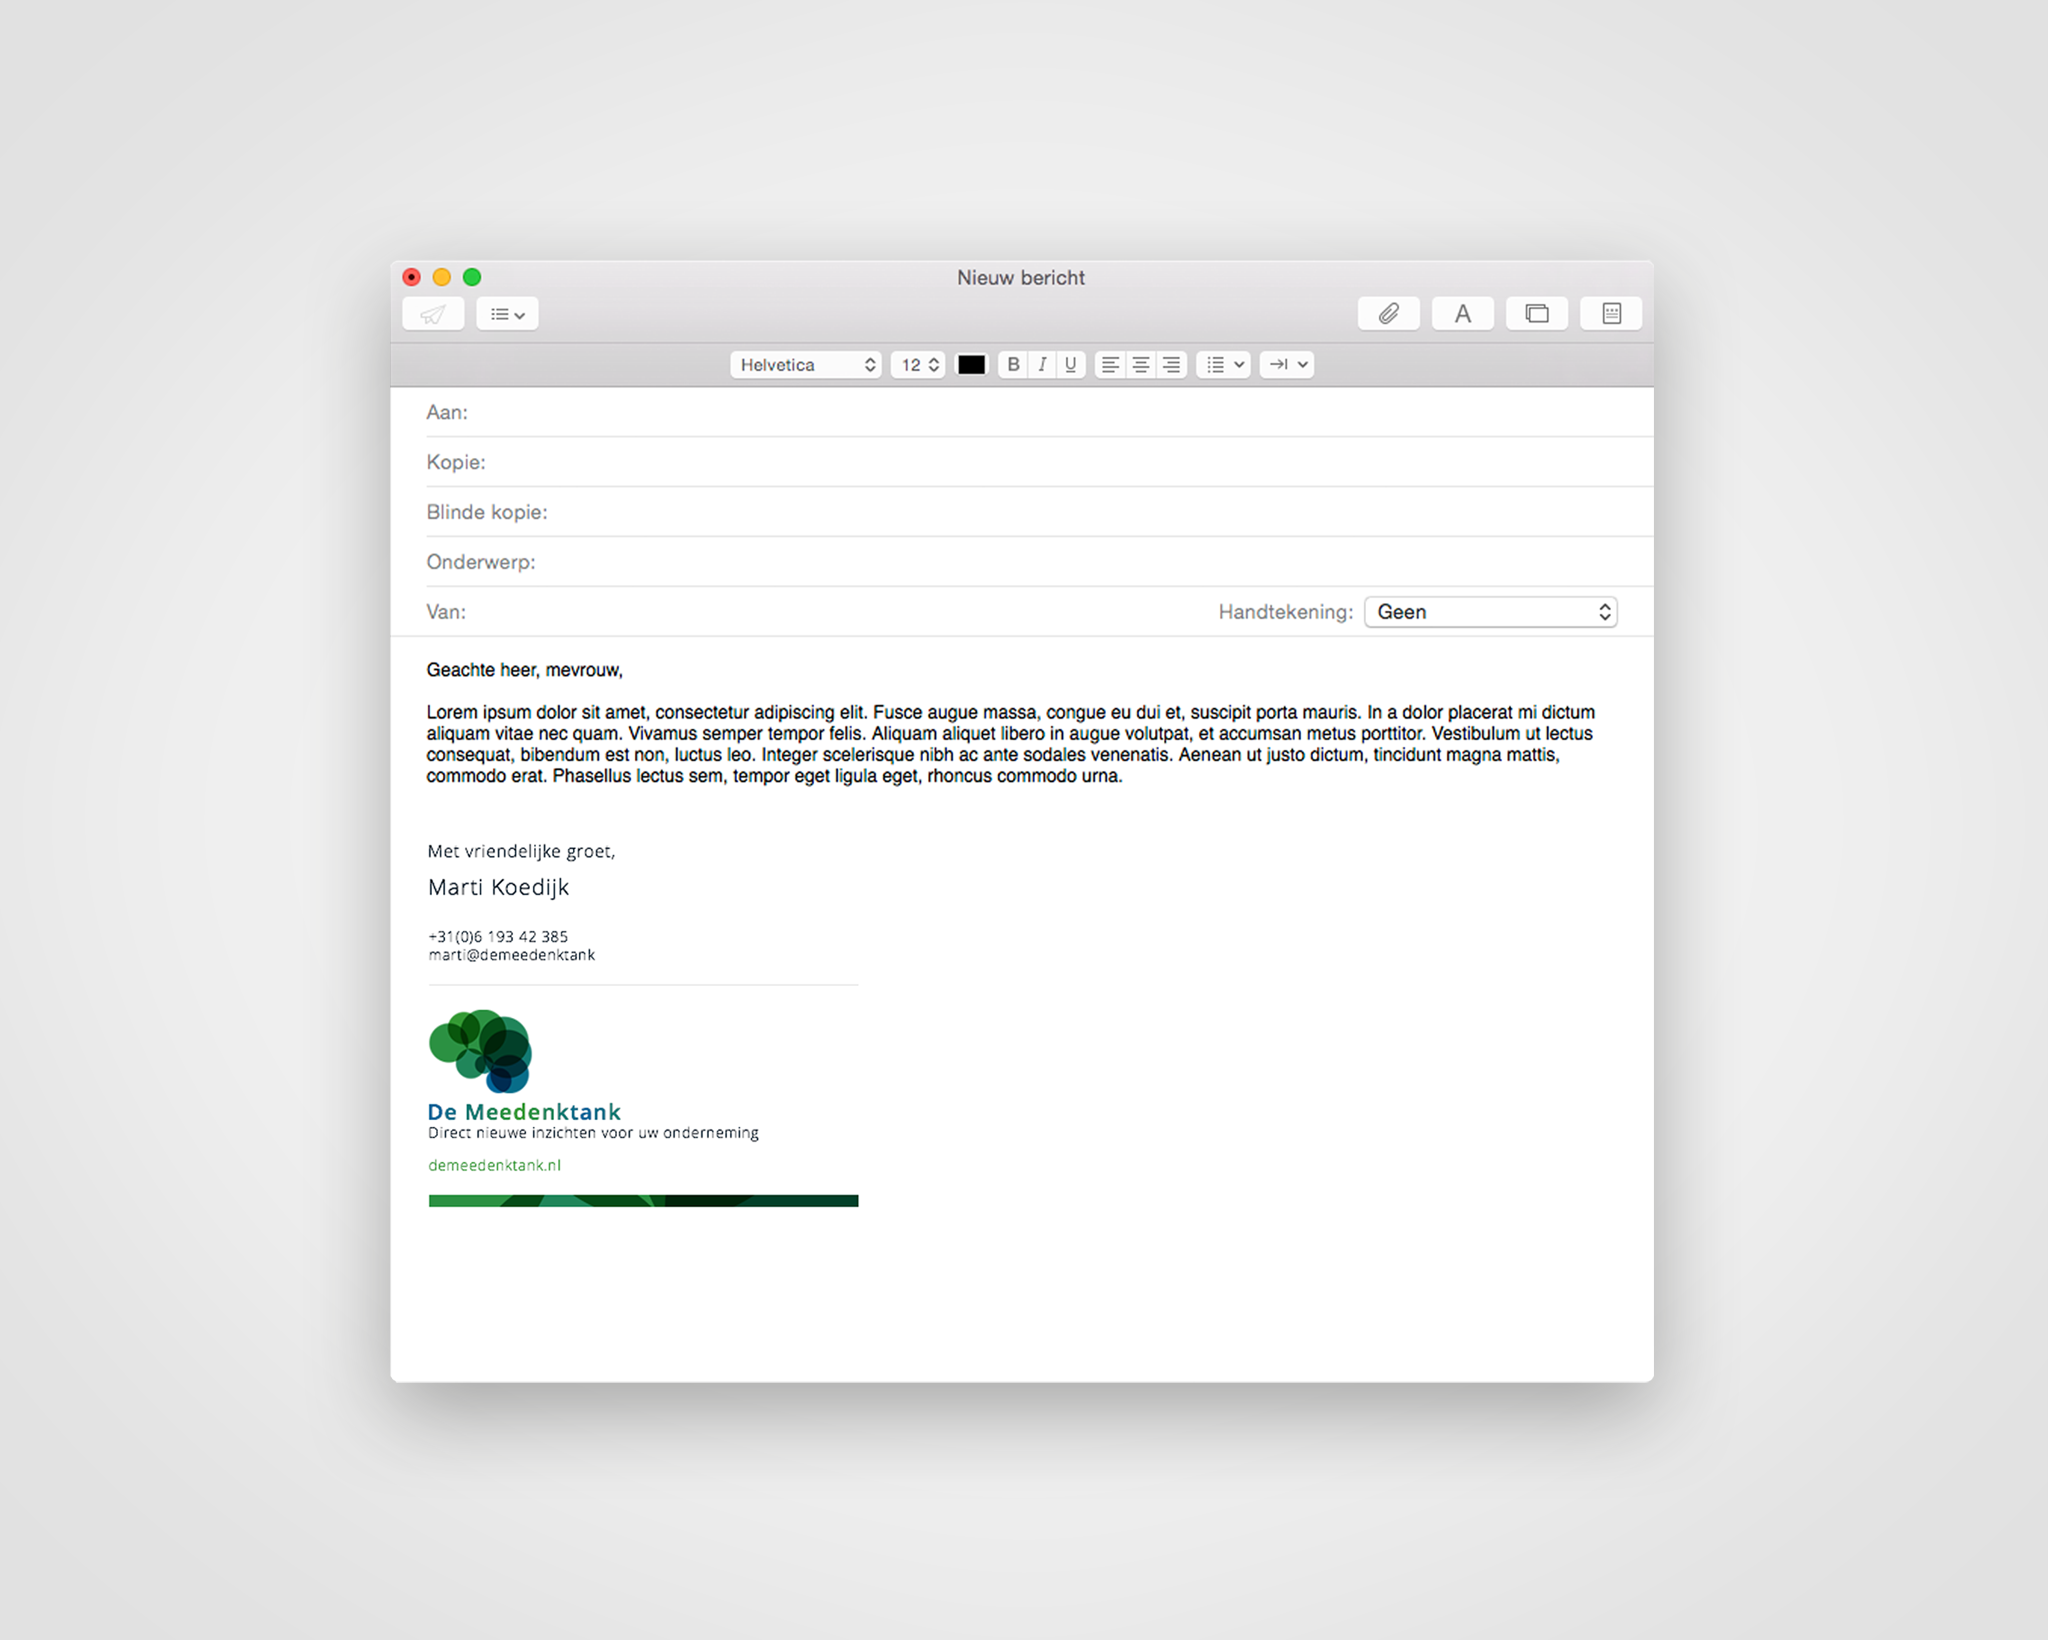 Nieuw bericht
Helvetica 12 B I U
Aan:
Kopie:
Blinde kopie:
Onderwerp:
Van: Handtekening: Geen
Geachte heer, mevrouw,
Lorem ipsum dolor sit amet, consectetur adipiscing elit. Fusce augue massa, congue eu dui et, suscipit porta mauris. In a dolor placerat mi dictum
aliquam vitae nec quam. Vivamus semper tempor felis. Aliquam aliquet libero in augue volutpat, et accumsan metus porttitor. Vestibulum ut lectus
consequat, bibendum est non, luctus leo. Integer scelerisque nibh ac ante sodales venenatis. Aenean ut justo dictum, tincidunt magna mattis,
commodo erat. Phasellus lectus sem, tempor eget ligula eget, rhoncus commodo urna.
Met vriendelijke groet,
Marti Koedijk
+31(0)6 193 42 385
marti@demeedenktank
De Meedenktank
Direct nieuwe inzichten voor uw onderneming
demeedenktank.nl